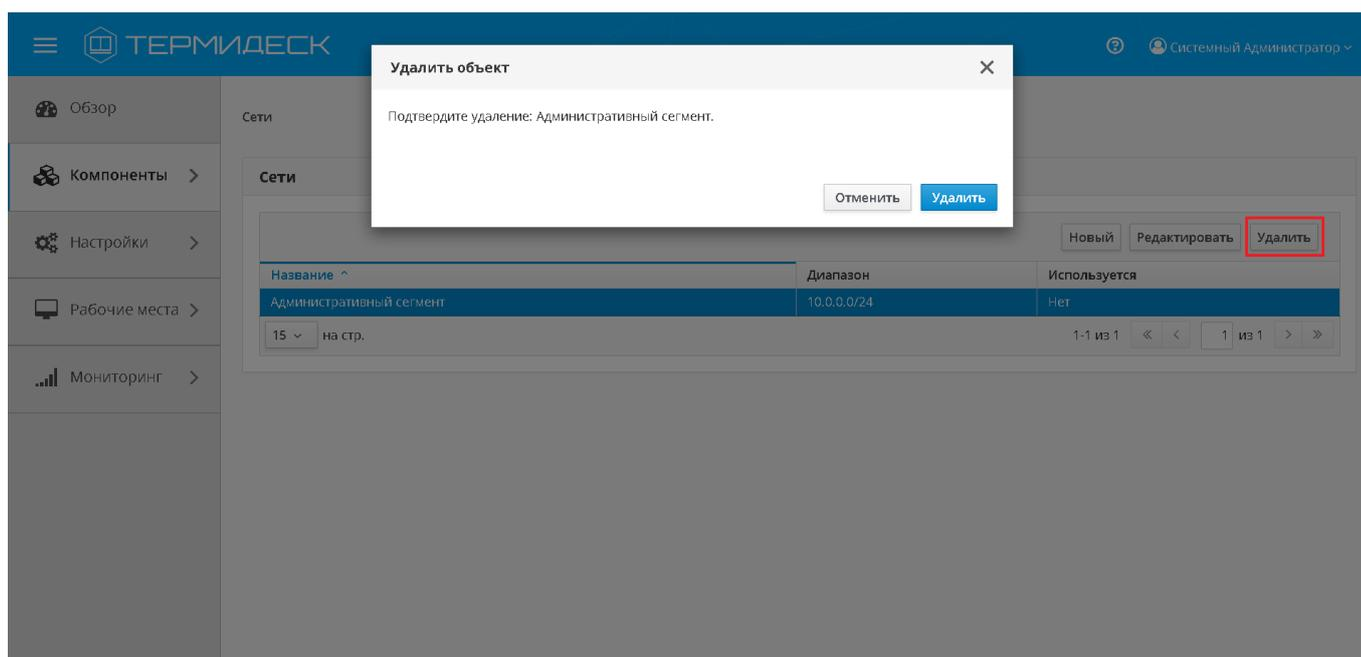 ТЕРМИДЕСК
Системный Администратор
Удалить объект
Подтвердите удаление: Административный сегмент.
Отменить Удалить
Обзор
Компоненты
Настройки
Рабочие места
Мониторинг
Сети
Сети
Новый Редактировать Удалить
Название Диапазон Используется
Административный сегмент 10.0.0.0/24 Нет
15 на стр. 1-1 из 1 « < 1 из 1 > »